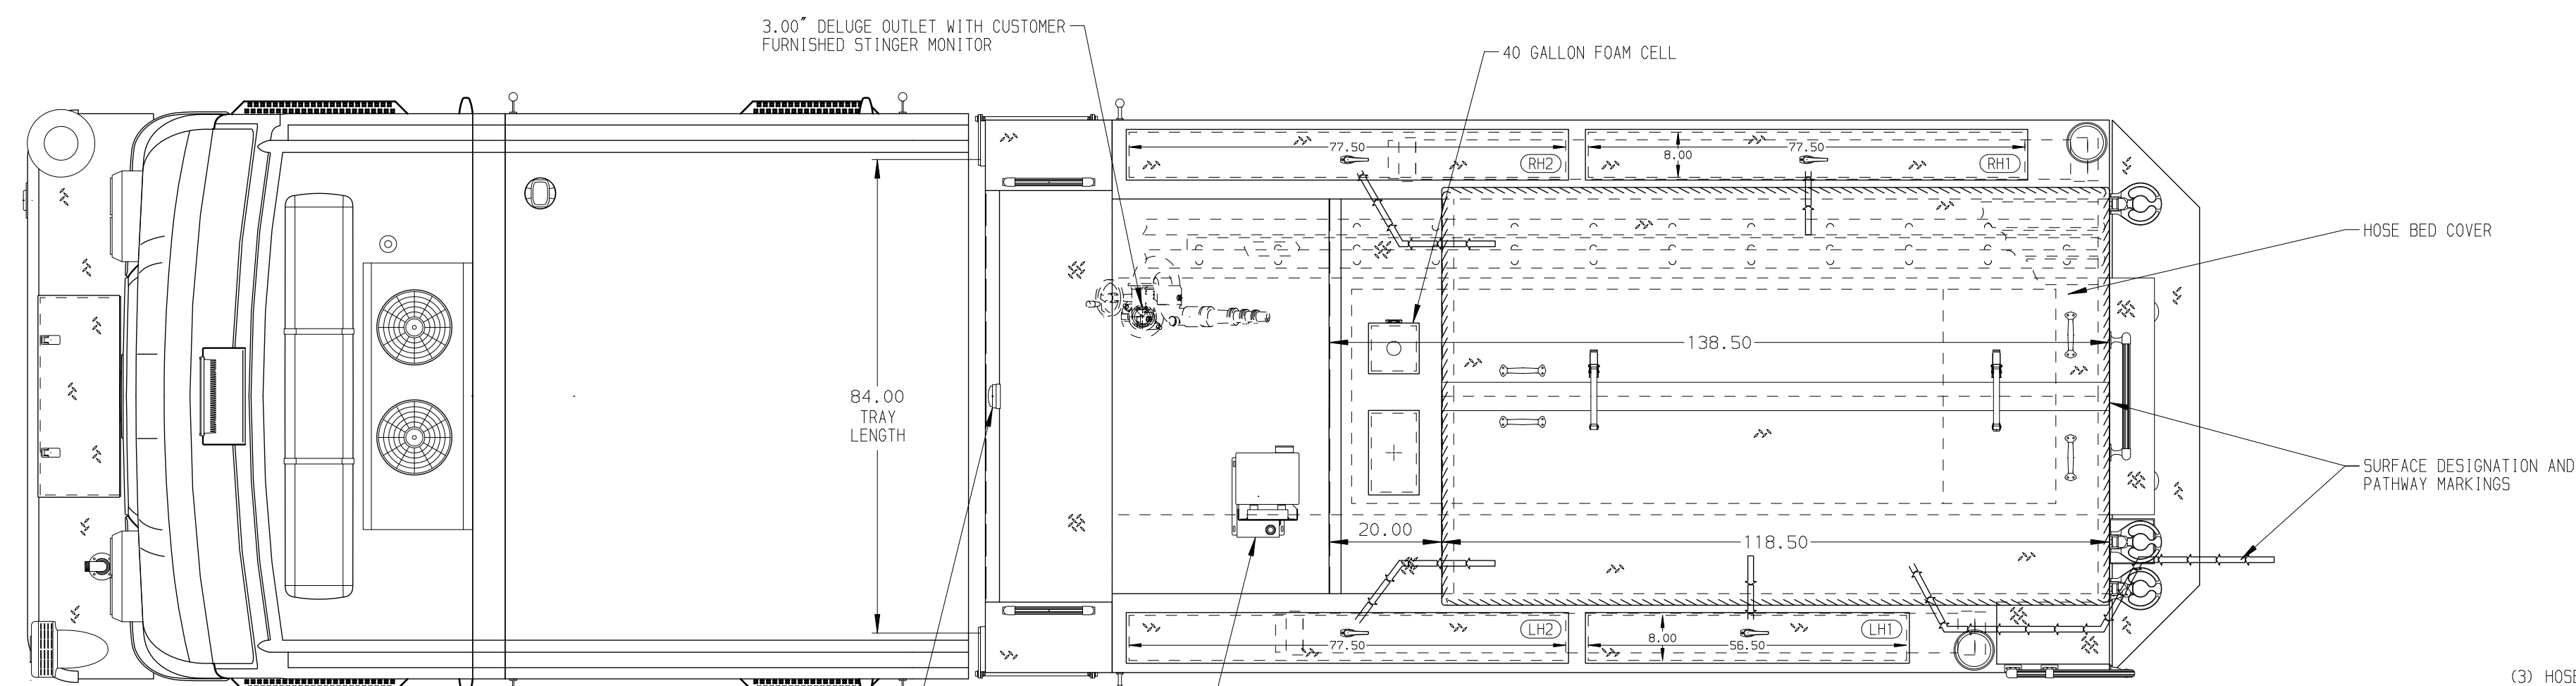 3.00" DELUGE OUTLET WITH CUSTOMER
FURNISHED STINGER MONITOR
40 GALLON FOAM CELL
77.50
RH2
8.00
77.50
RH1
HOSE BED COVER
138.50
84.00
TRAY
LENGTH
SURFACE DESIGNATION AND
PATHWAY MARKINGS
20.00
118.50
77.50
LH2
8.00
56.50
LH1
(3) HOSE